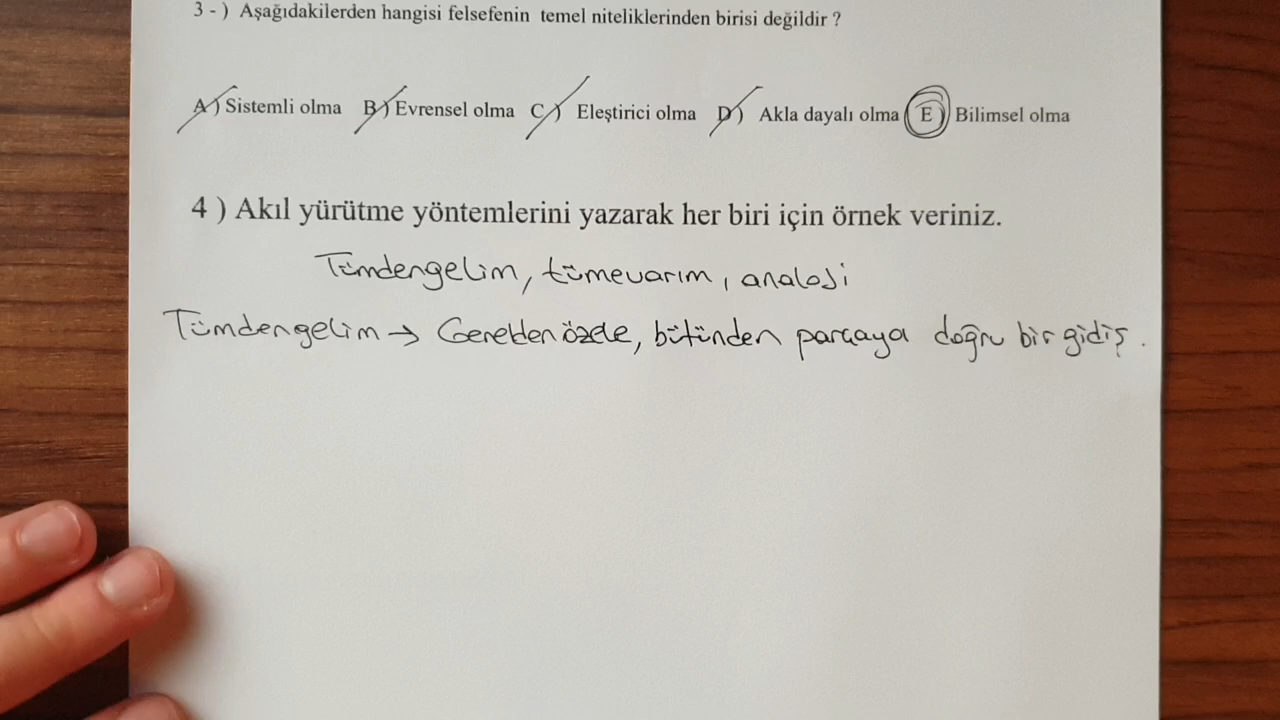 3 - ) Aşağıdakilerden hangisi felsefenin temel niteliklerinden birisi değildir ?
A ) Sistemli olma B ) Evrensel olma C ) Eleştirici olma D ) Akla dayalı olma E ) Bilimsel olma
4 ) Akıl yürütme yöntemlerini yazarak her biri için örnek veriniz.
Tümdengelim, tümevarım, analoji
Tümdengelim → Genelden özele, bütünden parçaya doğru bir gidiş.